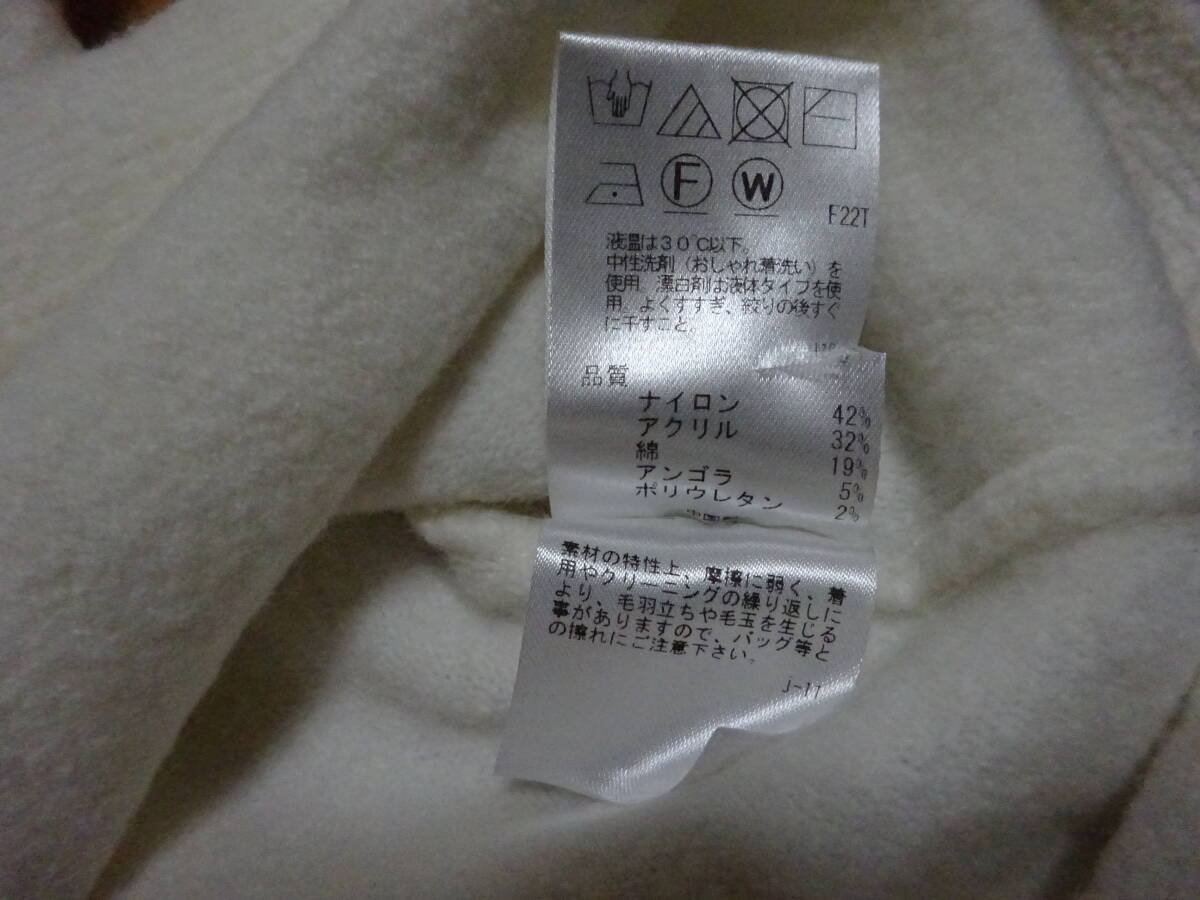 F
W
F22T
液温は30℃以下。
中性洗剤(おしゃれ着洗い)を
使用。漂白剤は液体タイプを使
用。よくすすぎ、絞りの後すぐ
に干すこと。
品質
ナイロン 42%
アクリル 32%
綿 19%
アンゴラ 5%
ポリウレタン 2%
素材の特性上、摩擦に弱く、着
用やクリーニングの繰り返しに
より、毛羽立ちや毛玉を生じる
事がありますので、バッグ等と
の擦れにご注意下さい。
J-11